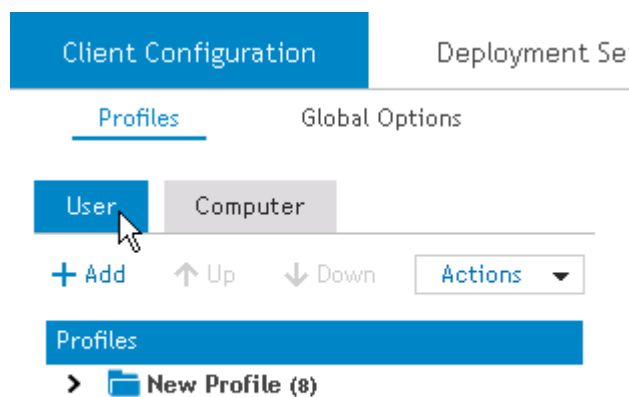 Client Configuration Deployment Se
Profiles Global Options
User Computer
Add Up Down Actions
Profiles
New Profile (8)